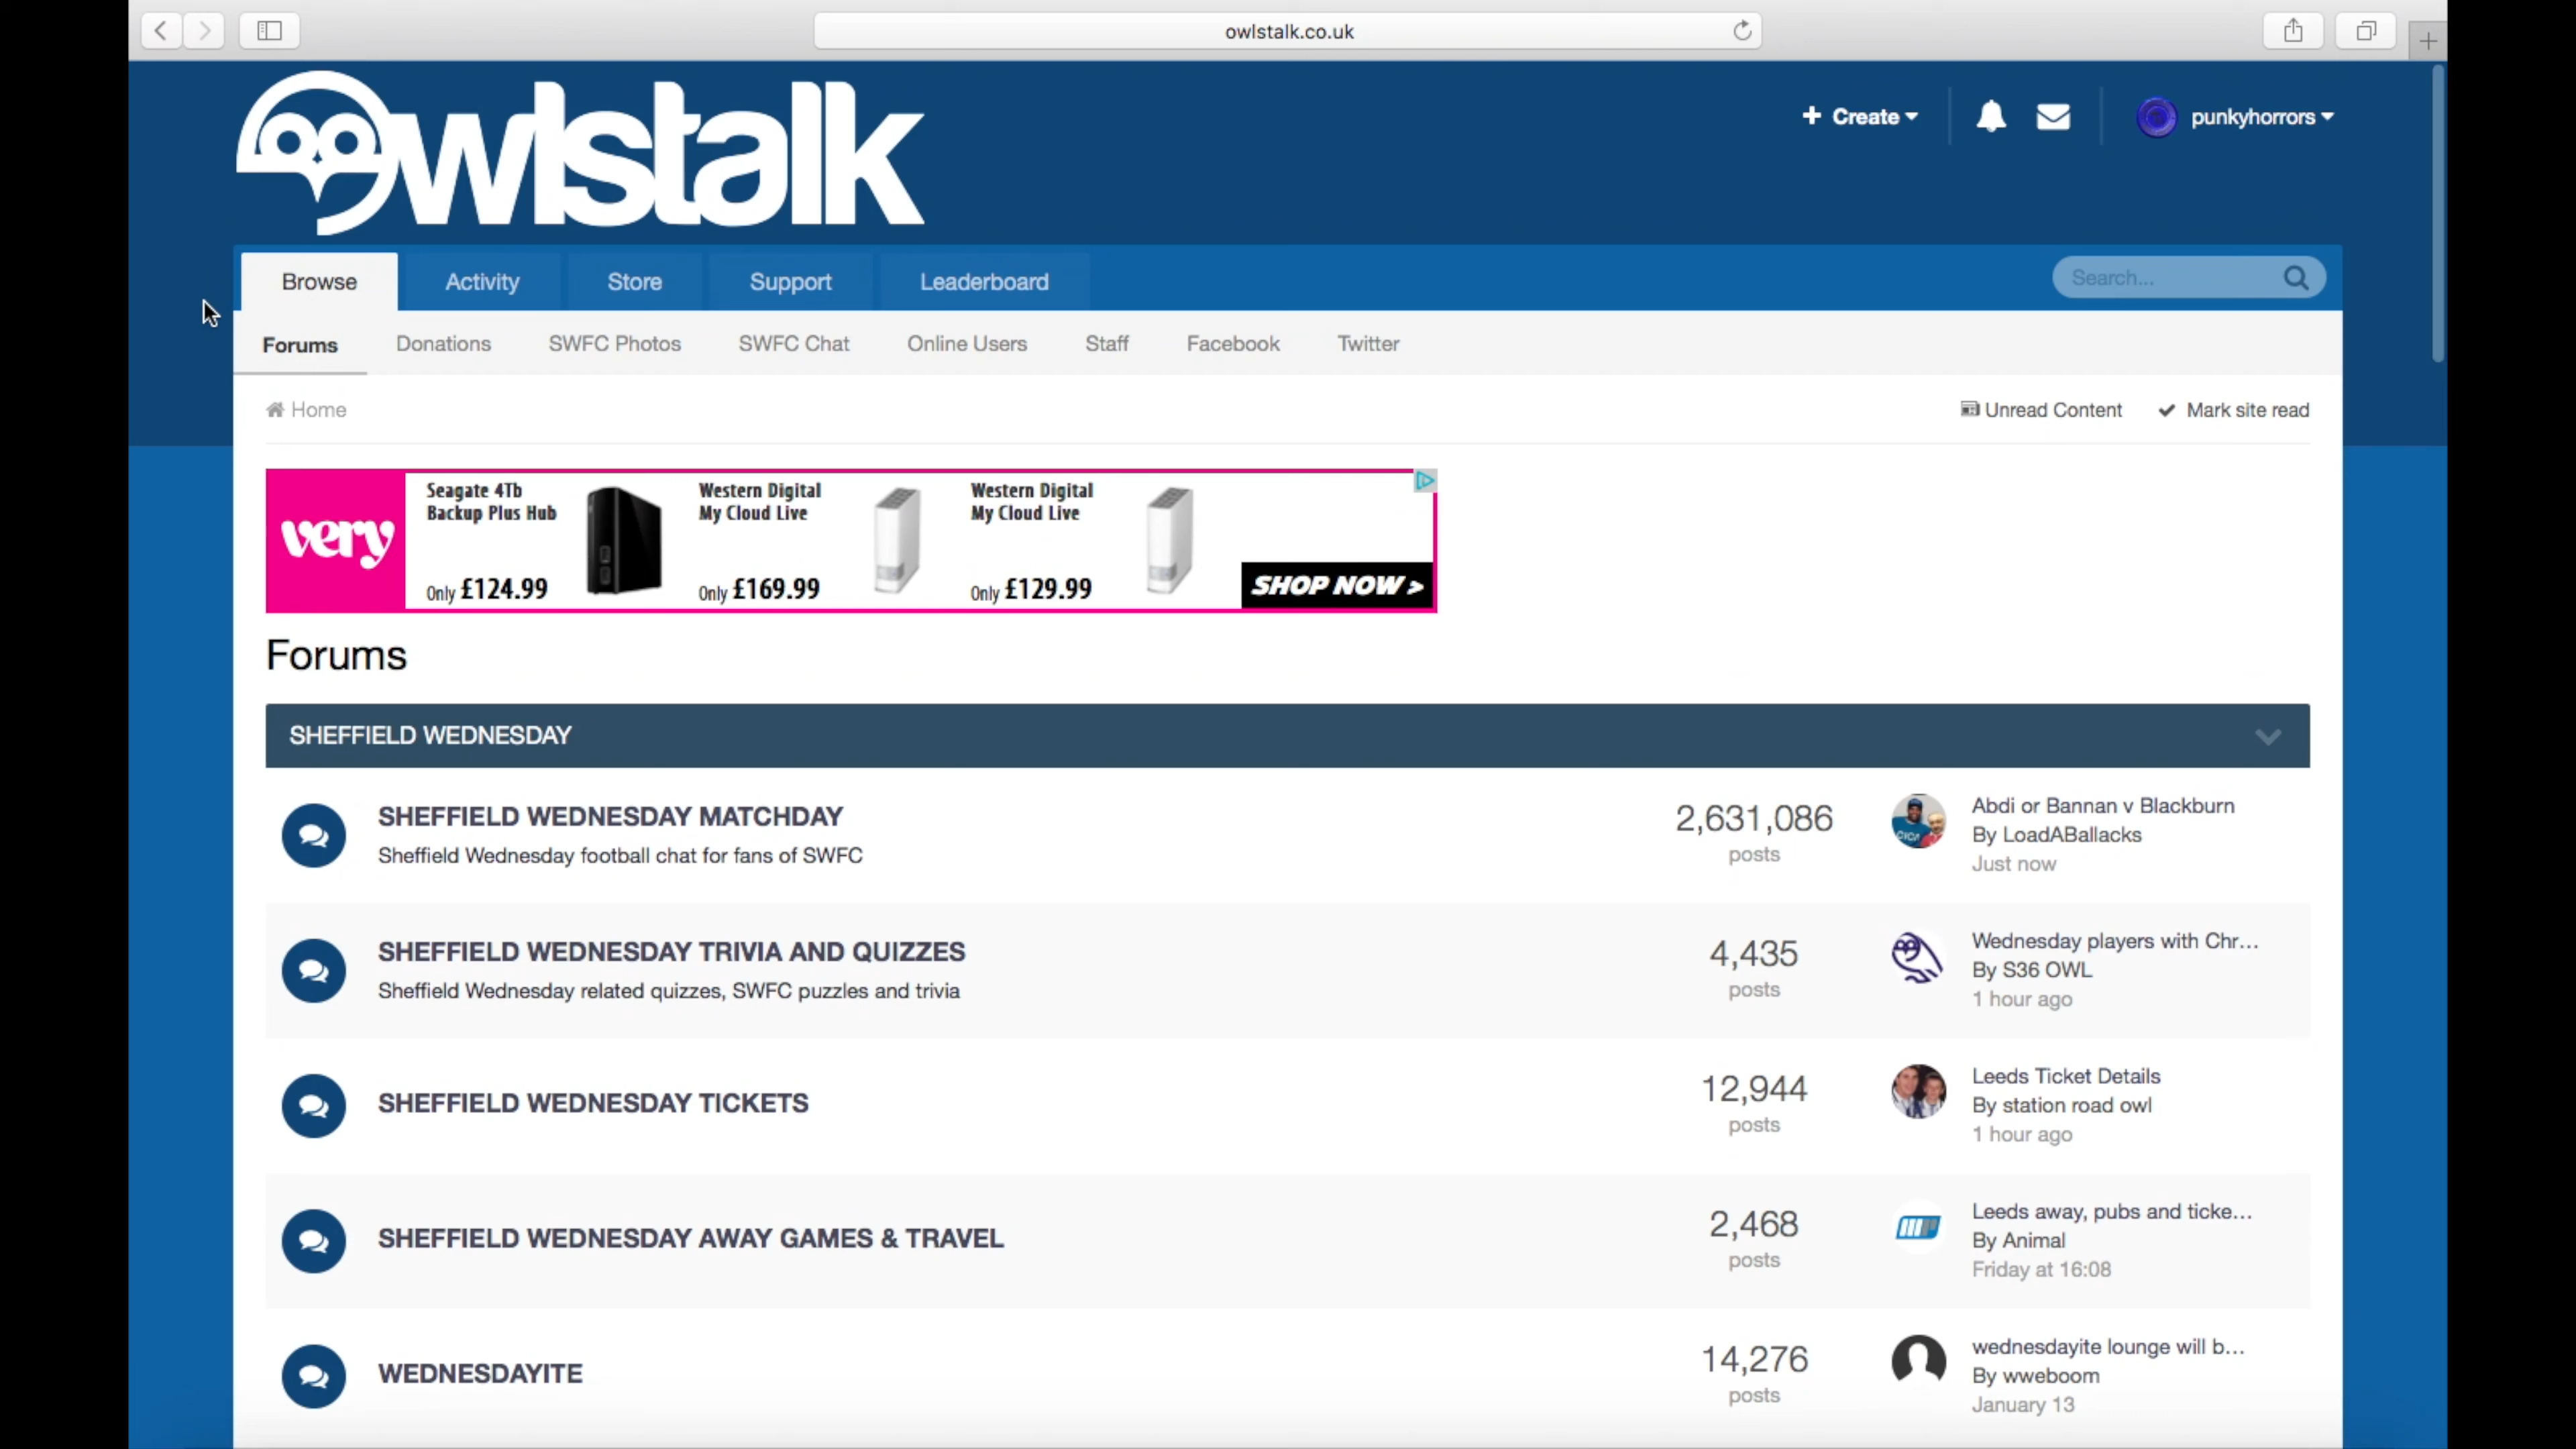 owlstalk.co.uk
owlstalk
Create
punkyhorrors
Browse
Activity
Store
Support
Leaderboard
Search...
Forums
Donations
SWFC Photos
SWFC Chat
Online Users
Staff
Facebook
Twitter
Home
Unread Content
Mark site read
very
Seagate 4Tb
Backup Plus Hub
Only £124.99
Western Digital
My Cloud Live
Only £169.99
Western Digital
My Cloud Live
Only £129.99
SHOP NOW >
Forums
SHEFFIELD WEDNESDAY
SHEFFIELD WEDNESDAY MATCHDAY
Sheffield Wednesday football chat for fans of SWFC
2,631,086
posts
Abdi or Bannan v Blackburn
By LoadABallacks
Just now
SHEFFIELD WEDNESDAY TRIVIA AND QUIZZES
Sheffield Wednesday related quizzes, SWFC puzzles and trivia
4,435
posts
Wednesday players with Chr...
By S36 OWL
1 hour ago
SHEFFIELD WEDNESDAY TICKETS
12,944
posts
Leeds Ticket Details
By station road owl
1 hour ago
SHEFFIELD WEDNESDAY AWAY GAMES & TRAVEL
2,468
posts
Leeds away, pubs and ticke...
By Animal
Friday at 16:08
WEDNESDAYITE
14,276
posts
wednesdayite lounge will b...
By wweboom
January 13